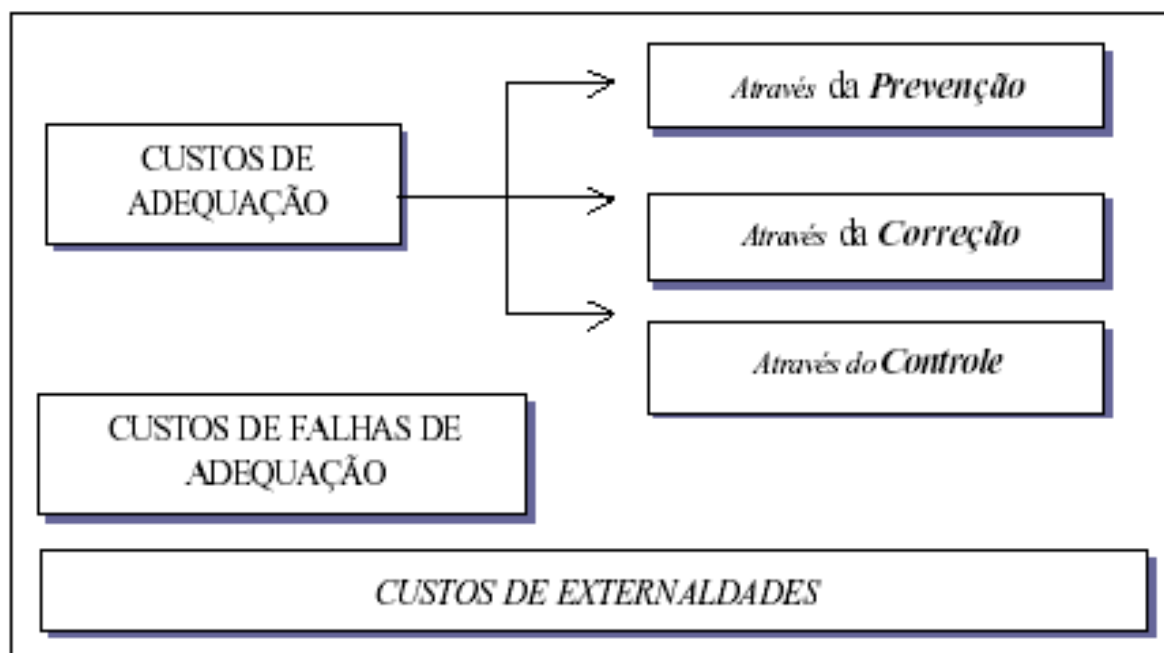 CUSTOS DE
ADEQUAÇÃO
Através da Prevenção
Através da Correção
Através do Controle
CUSTOS DE FALHAS DE
ADEQUAÇÃO
CUSTOS DE EXTERNALDADES